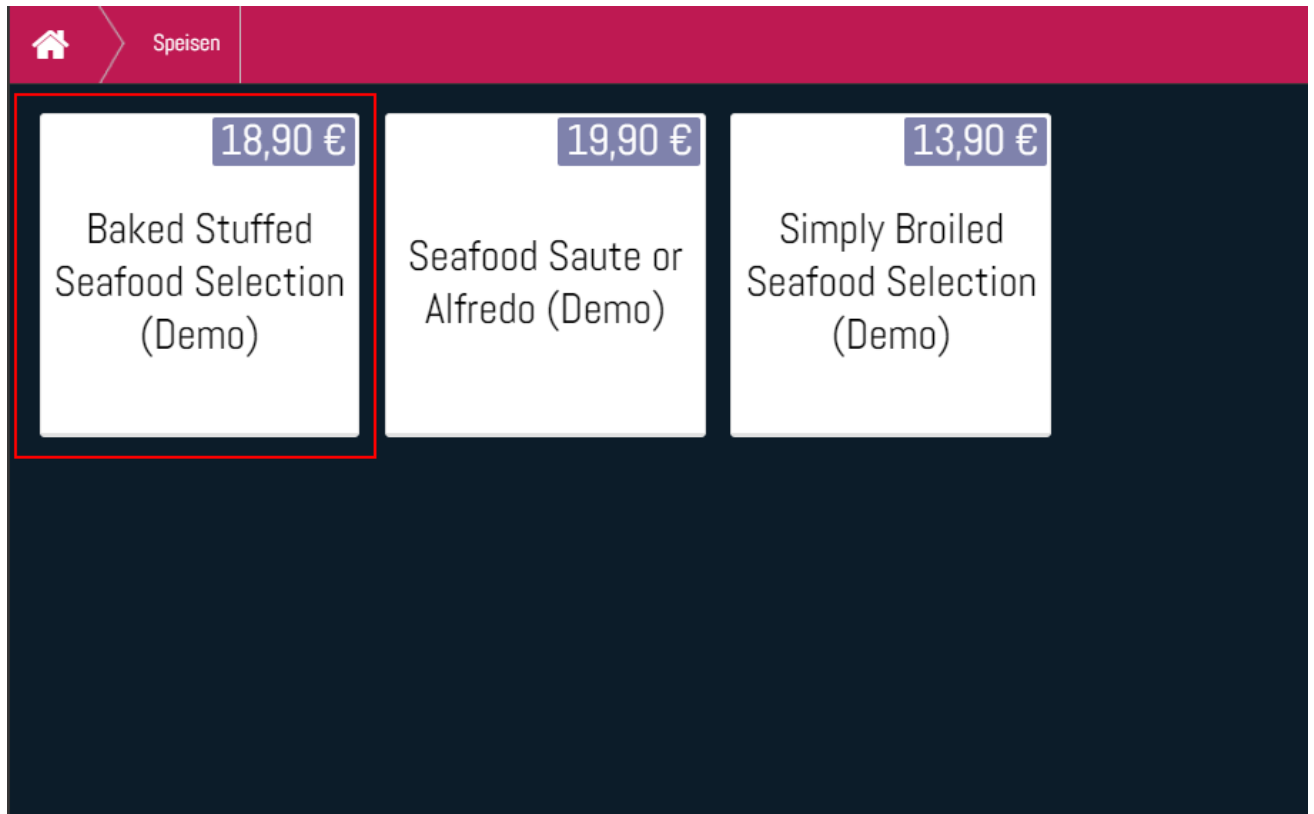 Speisen
18,90 €
Baked Stuffed
Seafood Selection
(Demo)
19,90 €
Seafood Saute or
Alfredo (Demo)
13,90 €
Simply Broiled
Seafood Selection
(Demo)